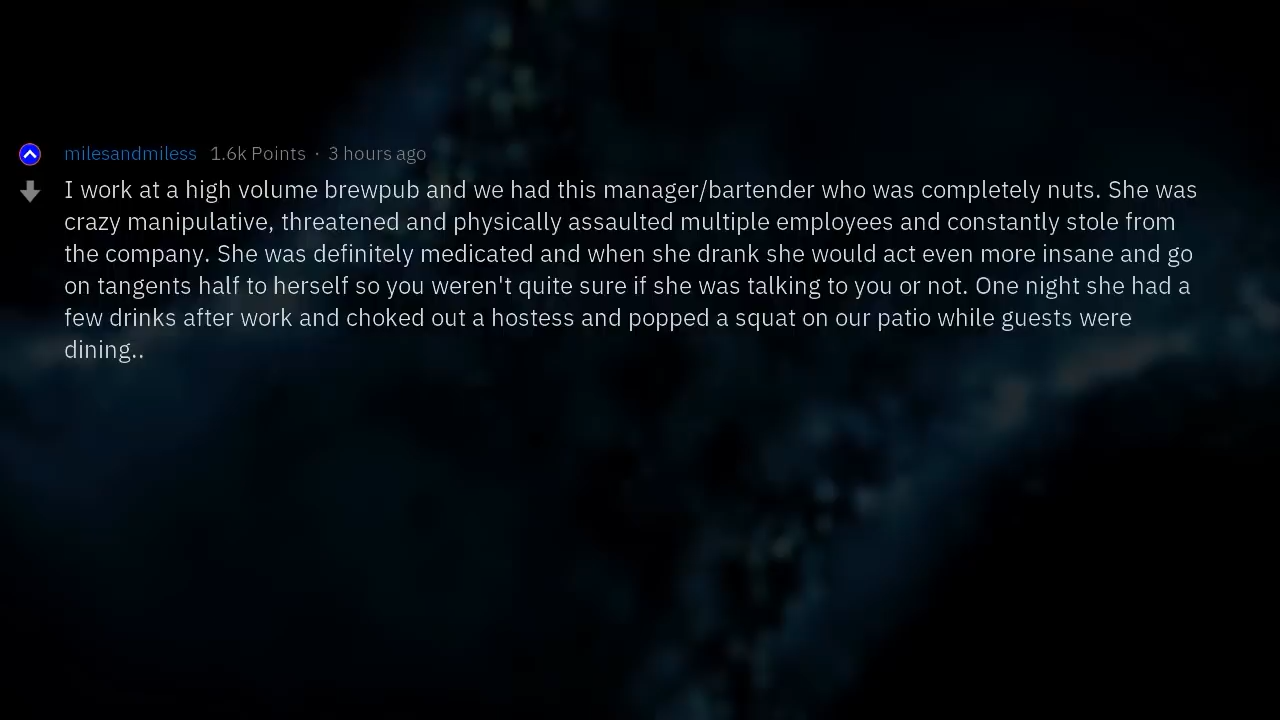 milesandmiless 1.6k Points · 3 hours ago
I work at a high volume brewpub and we had this manager/bartender who was completely nuts. She was
crazy manipulative, threatened and physically assaulted multiple employees and constantly stole from
the company. She was definitely medicated and when she drank she would act even more insane and go
on tangents half to herself so you weren't quite sure if she was talking to you or not. One night she had a
few drinks after work and choked out a hostess and popped a squat on our patio while guests were
dining..